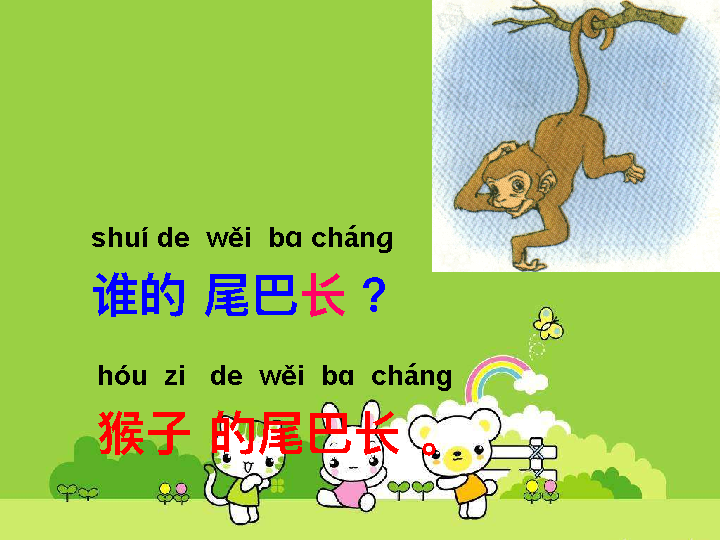 shuí de wěi bɑ cháng
谁的 尾巴长？
hóu zi de wěi bɑ cháng
猴子 的尾巴长 。